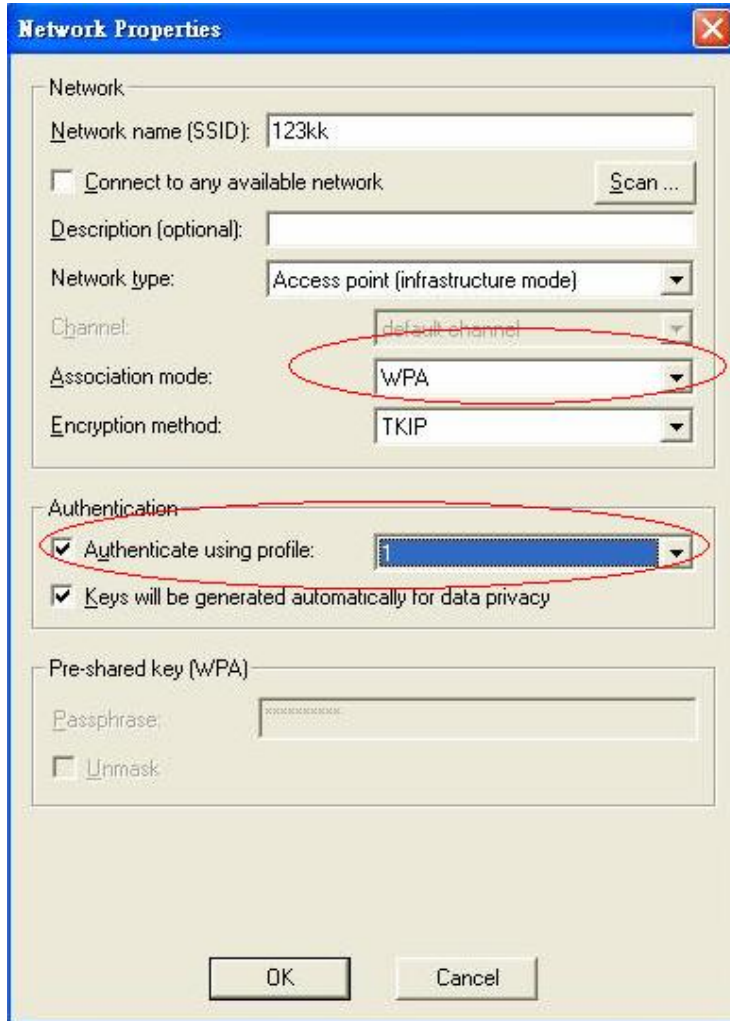 Network Properties
Network
Network name (SSID): 123kk
Connect to any available network Scan ...
Description (optional):
Network type: Access point (infrastructure mode)
Channel: default channel
Association mode: WPA
Encryption method: TKIP
Authentication
Authenticate using profile: 1
Keys will be generated automatically for data privacy
Pre-shared key (WPA)
Passphrase: **********
Unmask
OK Cancel